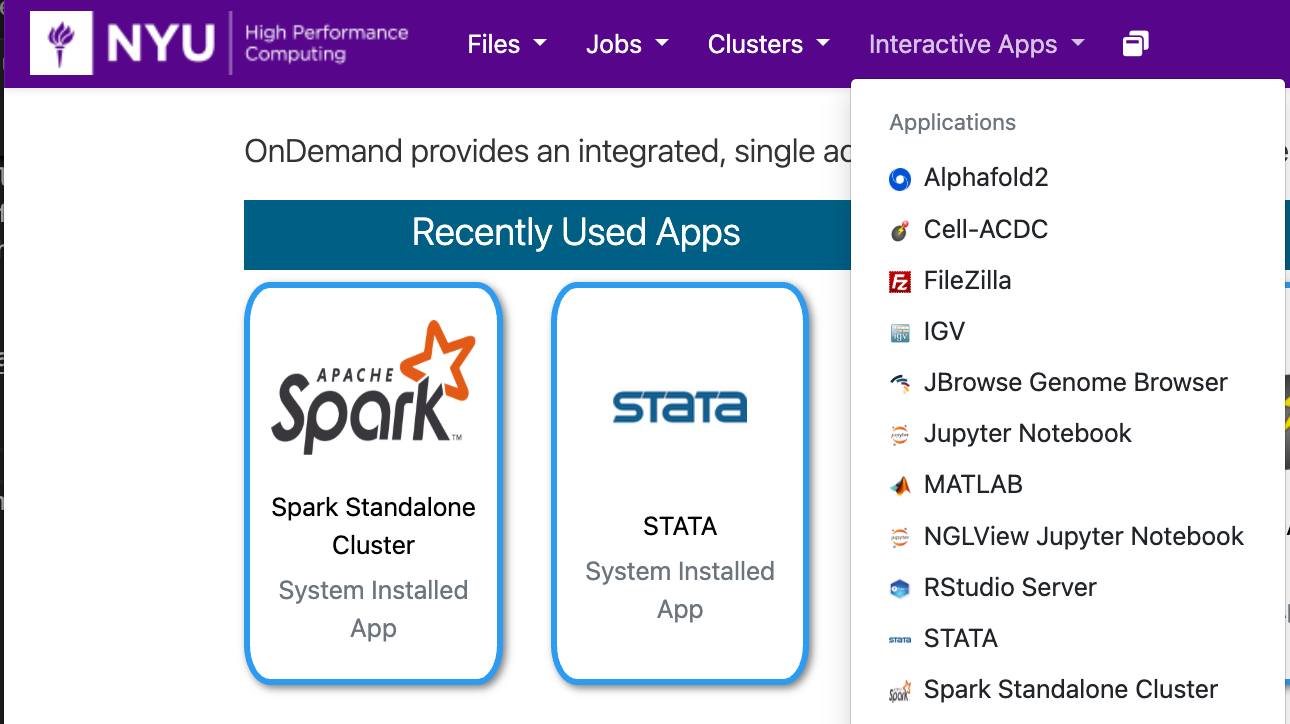 NYU
High Performance
Computing
Files
Jobs
Clusters
Interactive Apps
OnDemand provides an integrated, single
Recently Used Apps
APACHE
Spark™
Spark Standalone
Cluster
System Installed
App
STATA
STATA
System Installed
App
Applications
Alphafold2
Cell-ACDC
FileZilla
IGV
JBrowse Genome Browser
Jupyter Notebook
MATLAB
NGLView Jupyter Notebook
RStudio Server
STATA
Spark Standalone Cluster